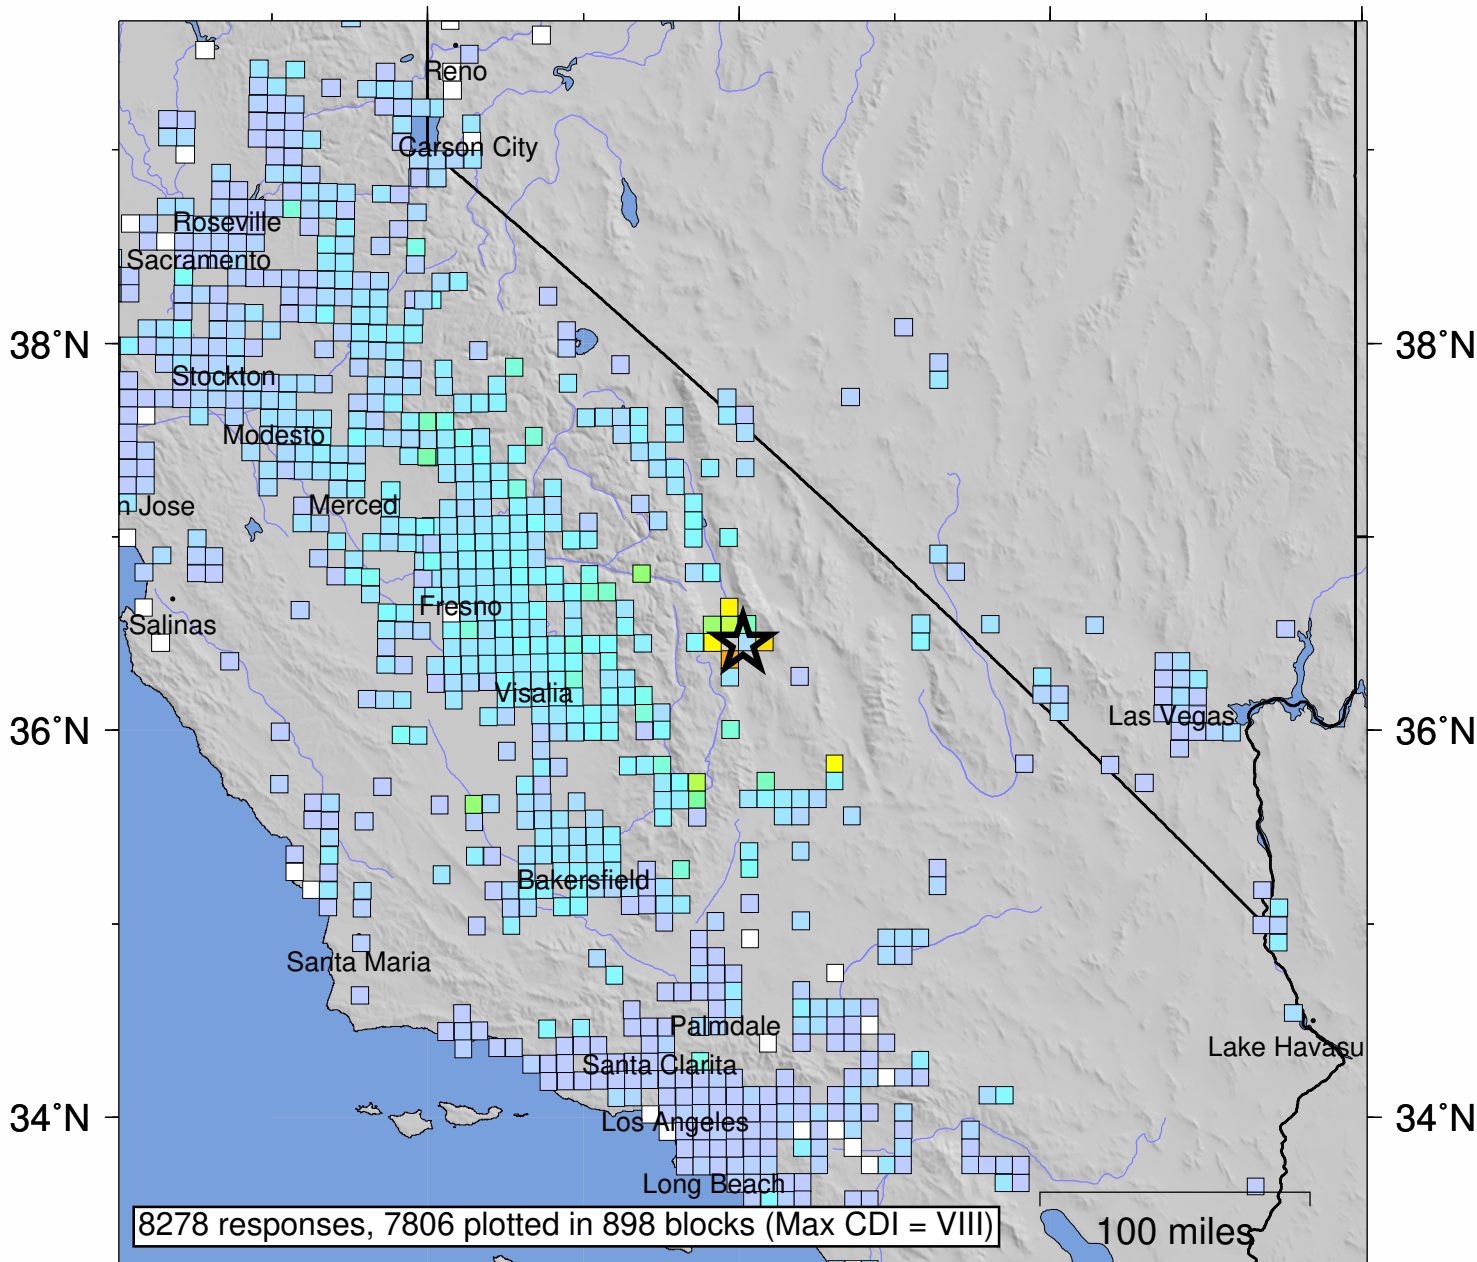 Reno
Carson City
Roseville
Sacramento
38°N
38°N
Stockton
Modesto
n Jose
Merced
Fresno
Salinas
Visalia
Las Vegas
36°N
36°N
Bakersfield
Santa Maria
Palmdale
Lake Havasu
Santa Clarita
34°N
34°N
Los Angeles
Long Beach
8278 responses, 7806 plotted in 898 blocks (Max CDI = VIII)
100 miles